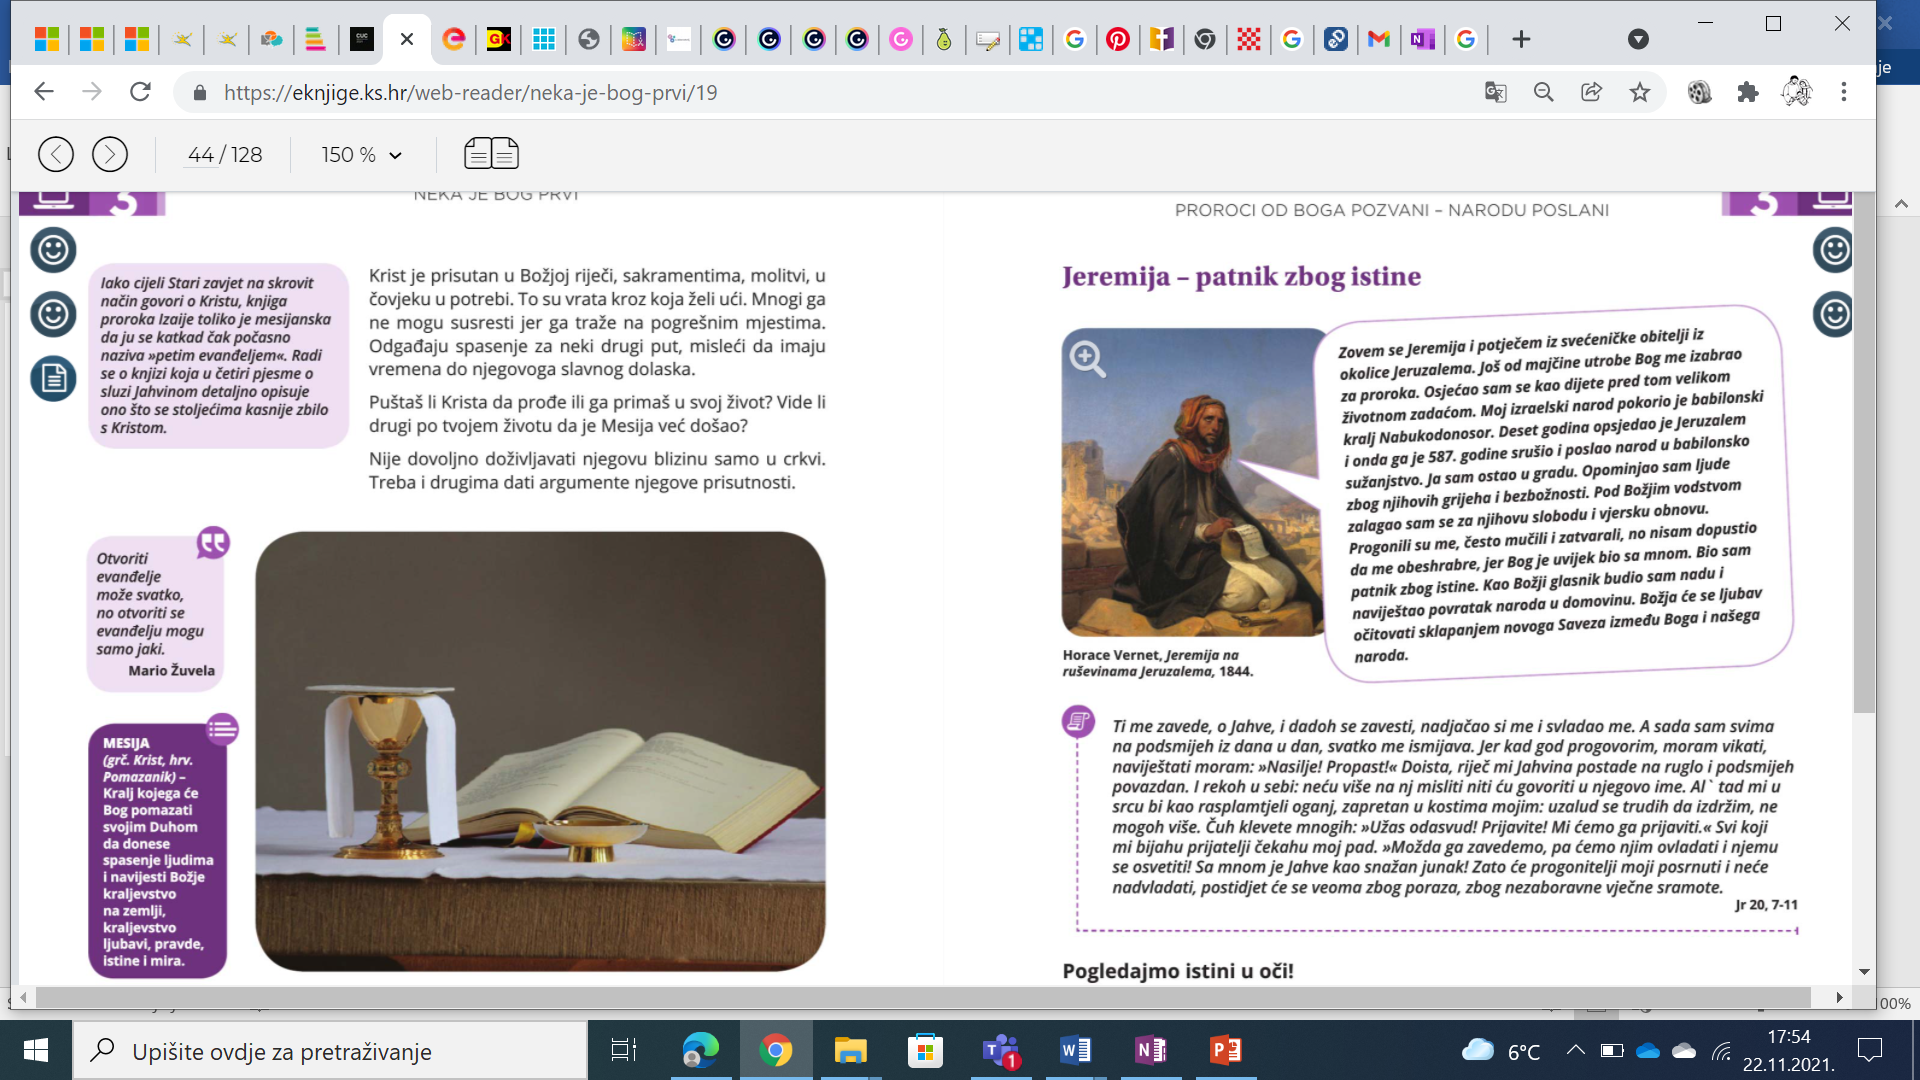 https://eknjige.ks.hr/web-reader/neka-je-bog-prvi/19
je
44 / 128
150 %
3
NEKA JE BOG PRVI
Iako cijeli Stari zavjet na skrovit
način govori o Kristu, knjiga
proroka Izaije toliko je mesijanska
da ju se katkad čak počasno
naziva »petim evanđeljem«. Radi
se o knjizi koja u četiri pjesme o
sluzi Jahvinom detaljno opisuje
ono što se stoljećima kasnije zbilo
s Kristom.
Krist je prisutan u Božjoj riječi, sakramentima, molitvi, u
čovjeku u potrebi. To su vrata kroz koja želi ući. Mnogi ga
ne mogu susresti jer ga traže na pogrešnim mjestima.
Odgađaju spasenje za neki drugi put, misleći da imaju
vremena do njegovoga slavnog dolaska.
Puštaš li Krista da prođe ili ga primaš u svoj život? Vide li
drugi po tvojem životu da je Mesija već došao?
Nije dovoljno doživljavati njegovu blizinu samo u crkvi.
Treba i drugima dati argumente njegove prisutnosti.
Otvoriti
evanđelje
može svatko,
no otvoriti se
evanđelju mogu
samo jaki.
Mario Žuvela
MESIJA
(grč. Krist, hrv.
Pomazanik) –
Kralj kojega će
Bog pomazati
svojim Duhom
da donese
spasenje ljudima
i navijesti Božje
kraljevstvo
na zemlji,
kraljevstvo
ljubavi, pravde,
istine i mira.
PROROCI OD BOGA POZVANI – NARODU POSLANI
3
Jeremija – patnik zbog istine
Zovem se Jeremija i potječem iz svećeničke obitelji iz
okolice Jeruzalema. Još od majčine utrobe Bog me izabrao
za proroka. Osjećao sam se kao dijete pred tom velikom
životnom zadaćom. Moj izraelski narod pokorio je babilonski
kralj Nabukodonosor. Deset godina opsjedao je Jeruzalem
i onda ga je 587. godine srušio i poslao narod u babilonsko
sužanjstvo. Ja sam ostao u gradu. Opominjao sam ljude
zbog njihovih grijeha i bezbožnosti. Pod Božjim vodstvom
zalagao sam se za njihovu slobodu i vjersku obnovu.
Progonili su me, često mučili i zatvarali, no nisam dopustio
da me obeshrabre, jer Bog je uvijek bio sa mnom. Bio sam
patnik zbog istine. Kao Božji glasnik budio sam nadu i
naviještao povratak naroda u domovinu. Božja će se ljubav
očitovati sklapanjem novoga Saveza između Boga i našega
naroda.
Horace Vernet, Jeremija na
ruševinama Jeruzalema, 1844.
Ti me zavede, o Jahve, i dadoh se zavesti, nadjačao si me i svladao me. A sada sam svima
na podsmijeh iz dana u dan, svatko me ismijava. Jer kad god progovorim, moram vikati,
naviještati moram: »Nasilje! Propast!« Doista, riječ mi Jahvina postade na ruglo i podsmijeh
povazdan. I rekoh u sebi: neću više na nj misliti niti ću govoriti u njegovo ime. Al` tad mi u
srcu bi kao rasplamtjeli oganj, zapretan u kostima mojim: uzalud se trudih da izdržim, ne
mogoh više. Čuh klevete mnogih: »Užas odasvud! Prijavite! Mi ćemo ga prijaviti.« Svi koji
mi bijahu prijatelji čekahu moj pad. »Možda ga zavedemo, pa ćemo njim ovladati i njemu
se osvetiti! Sa mnom je Jahve kao snažan junak! Zato će progonitelji moji posrnuti i neće
nadvladati, postidjet će se veoma zbog poraza, zbog nezaboravne vječne sramote.
Jr 20, 7-11
Pogledajmo istini u oči!
100%
Upišite ovdje za pretraživanje
1
6°C
17:54
22.11.2021.